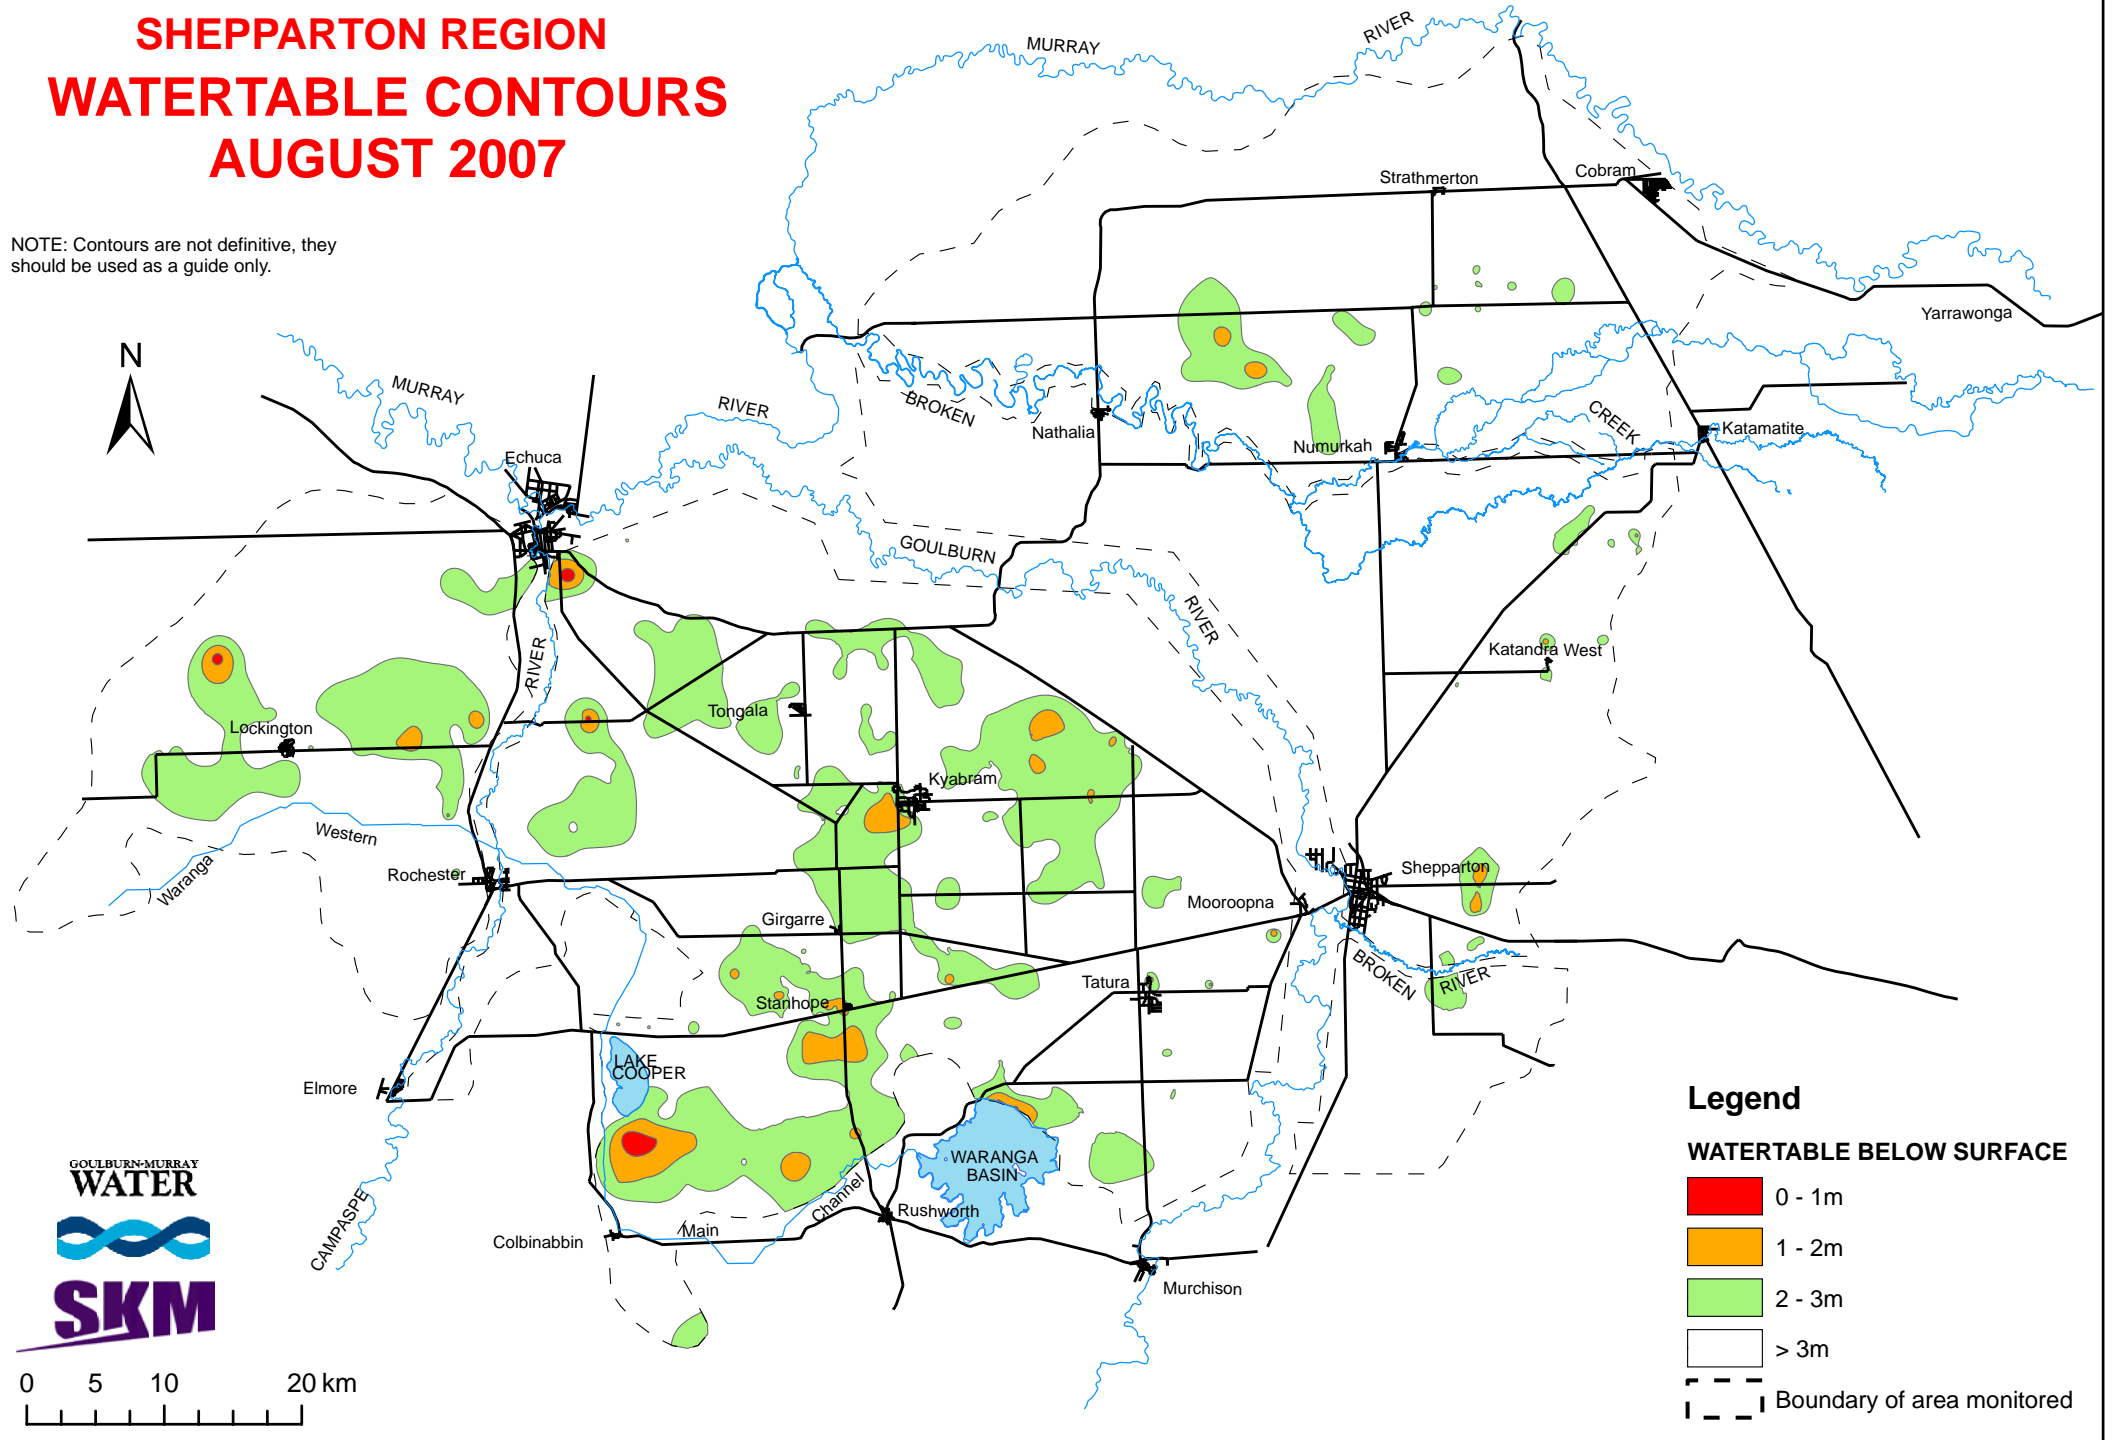 SHEPPARTON REGION
WATERTABLE CONTOURS
AUGUST 2007
NOTE: Contours are not definitive, they
should be used as a guide only.
N
MURRAY
RIVER
Strathmerton
Cobram
Yarrawonga
MURRAY
RIVER
BROKEN
Nathalia
Numurkah
CREEK
Katamatite
Echuca
GOULBURN
RIVER
RIVER
Katandra West
Lockington
Tongala
Kyabram
Western
Waranga
Rochester
Girgarre
Mooroopna
Shepparton
Stanhope
Tatura
BROKEN
RIVER
LAKE
COOPER
Elmore
WARANGA
BASIN
CAMPASPE
Colbinabbin
Main
Channel
Rushworth
Murchison
GOULBURN-MURRAY
WATER
SKM
0 5 10 20 km
Legend
WATERTABLE BELOW SURFACE
0 - 1m
1 - 2m
2 - 3m
> 3m
Boundary of area monitored